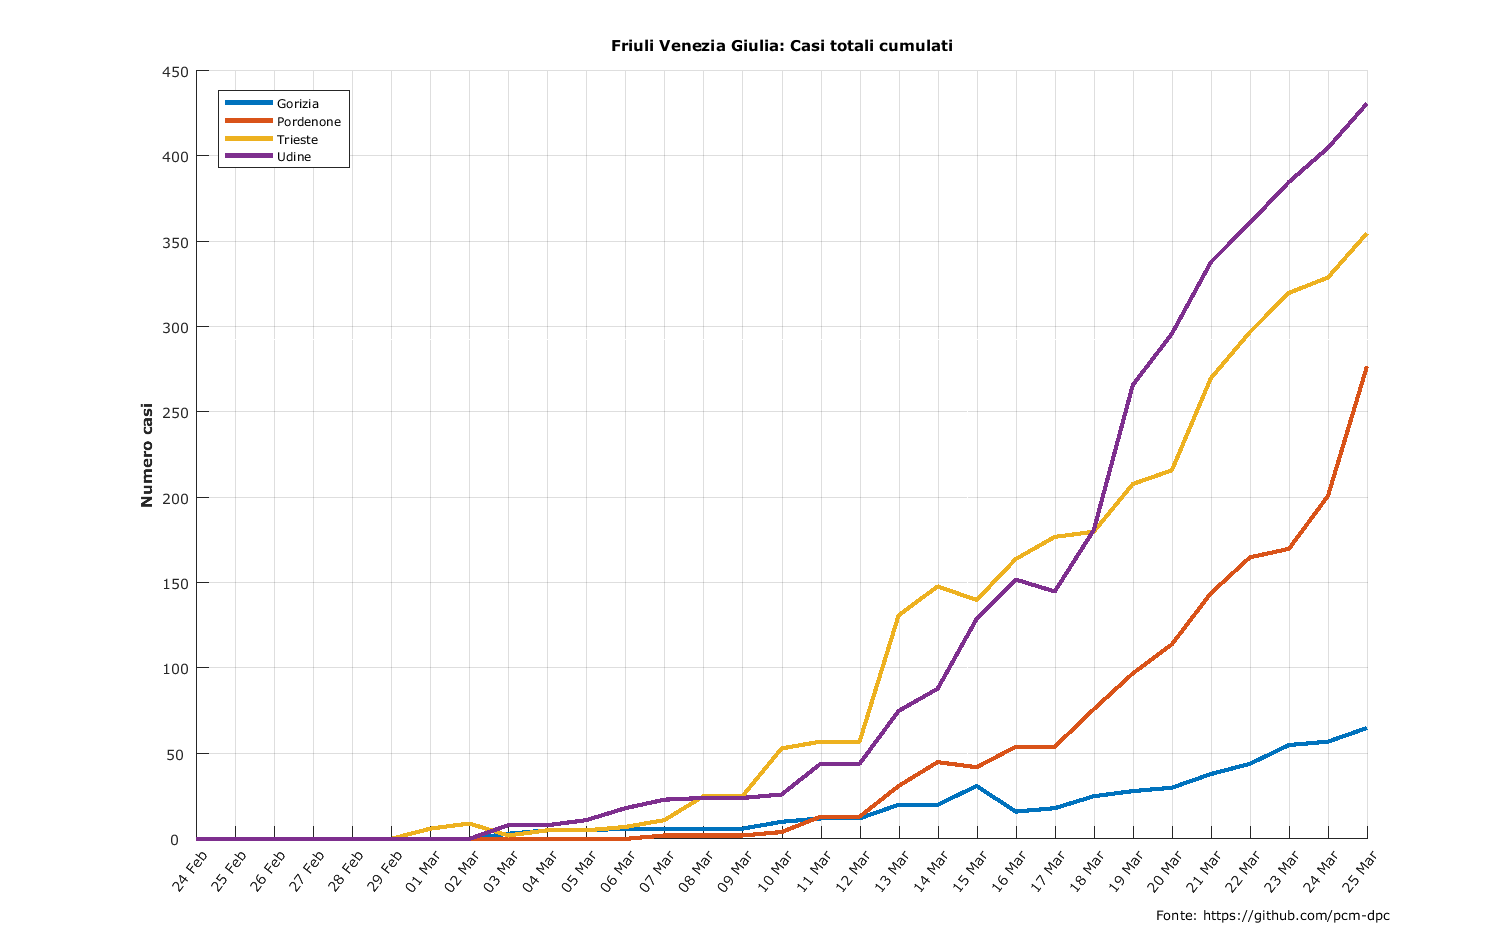 Friuli Venezia Giulia: Casi totali cumulati
450
400
350
300
250
200
150
100
50
0
Numero casi
Gorizia
Pordenone
Trieste
Udine
24 Feb
25 Feb
26 Feb
27 Feb
28 Feb
29 Feb
01 Mar
02 Mar
03 Mar
04 Mar
05 Mar
06 Mar
07 Mar
08 Mar
09 Mar
10 Mar
11 Mar
12 Mar
13 Mar
14 Mar
15 Mar
16 Mar
17 Mar
18 Mar
19 Mar
20 Mar
21 Mar
22 Mar
23 Mar
24 Mar
25 Mar
Fonte: https://github.com/pcm-dpc